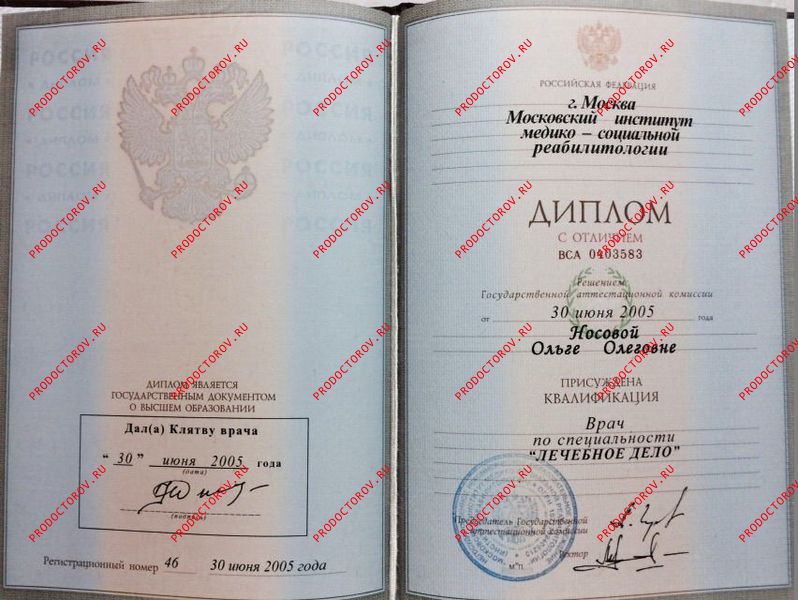 ДИПЛОМ ЯВЛЯЕТСЯ
ГОСУДАРСТВЕННЫМ ДОКУМЕНТОМ
О ВЫСШЕМ ОБРАЗОВАНИИ
Дал(а) Клятву врача
“ 30 ” июня 2005 года
(дата)
(подпись)
Регистрационный номер 46 30 июня 2005 года
РОССИЙСКАЯ ФЕДЕРАЦИЯ
г. Москва
Московский институт
медико – социальной
реабилитологии
ДИПЛОМ
С ОТЛИЧИЕМ
ВСА 0403583
Решением
Государственной аттестационной комиссии
от 30 июня 2005 года
Носовой
Ольге Олеговне
ПРИСУЖДЕНА
КВАЛИФИКАЦИЯ
Врач
по специальности
“ЛЕЧЕБНОЕ ДЕЛО”
Председатель Государственной
аттестационной комиссии
Ректор
М.П.
PRODOCTOROV.RU